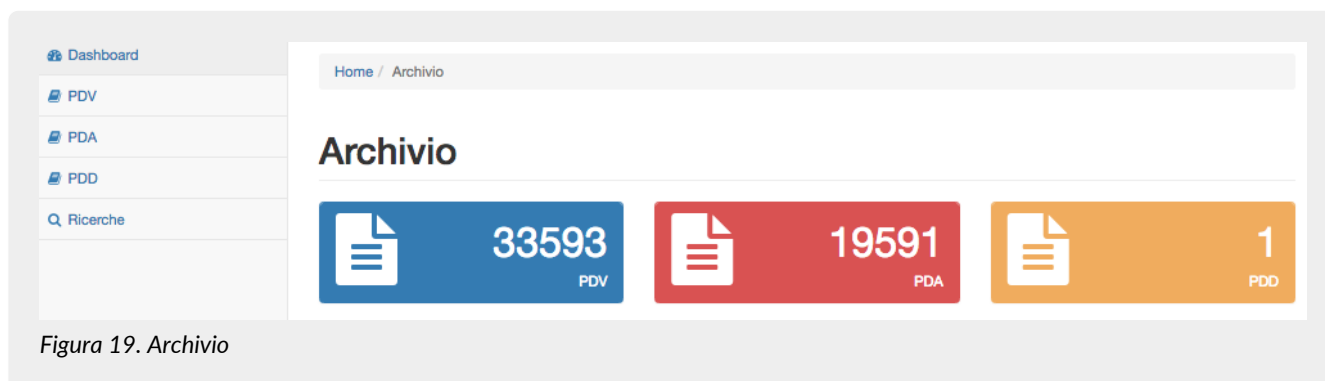 Dashboard
PDV
PDA
PDD
Ricerche
Home / Archivio
Archivio
33593
PDV
19591
PDA
1
PDD
Figura 19. Archivio